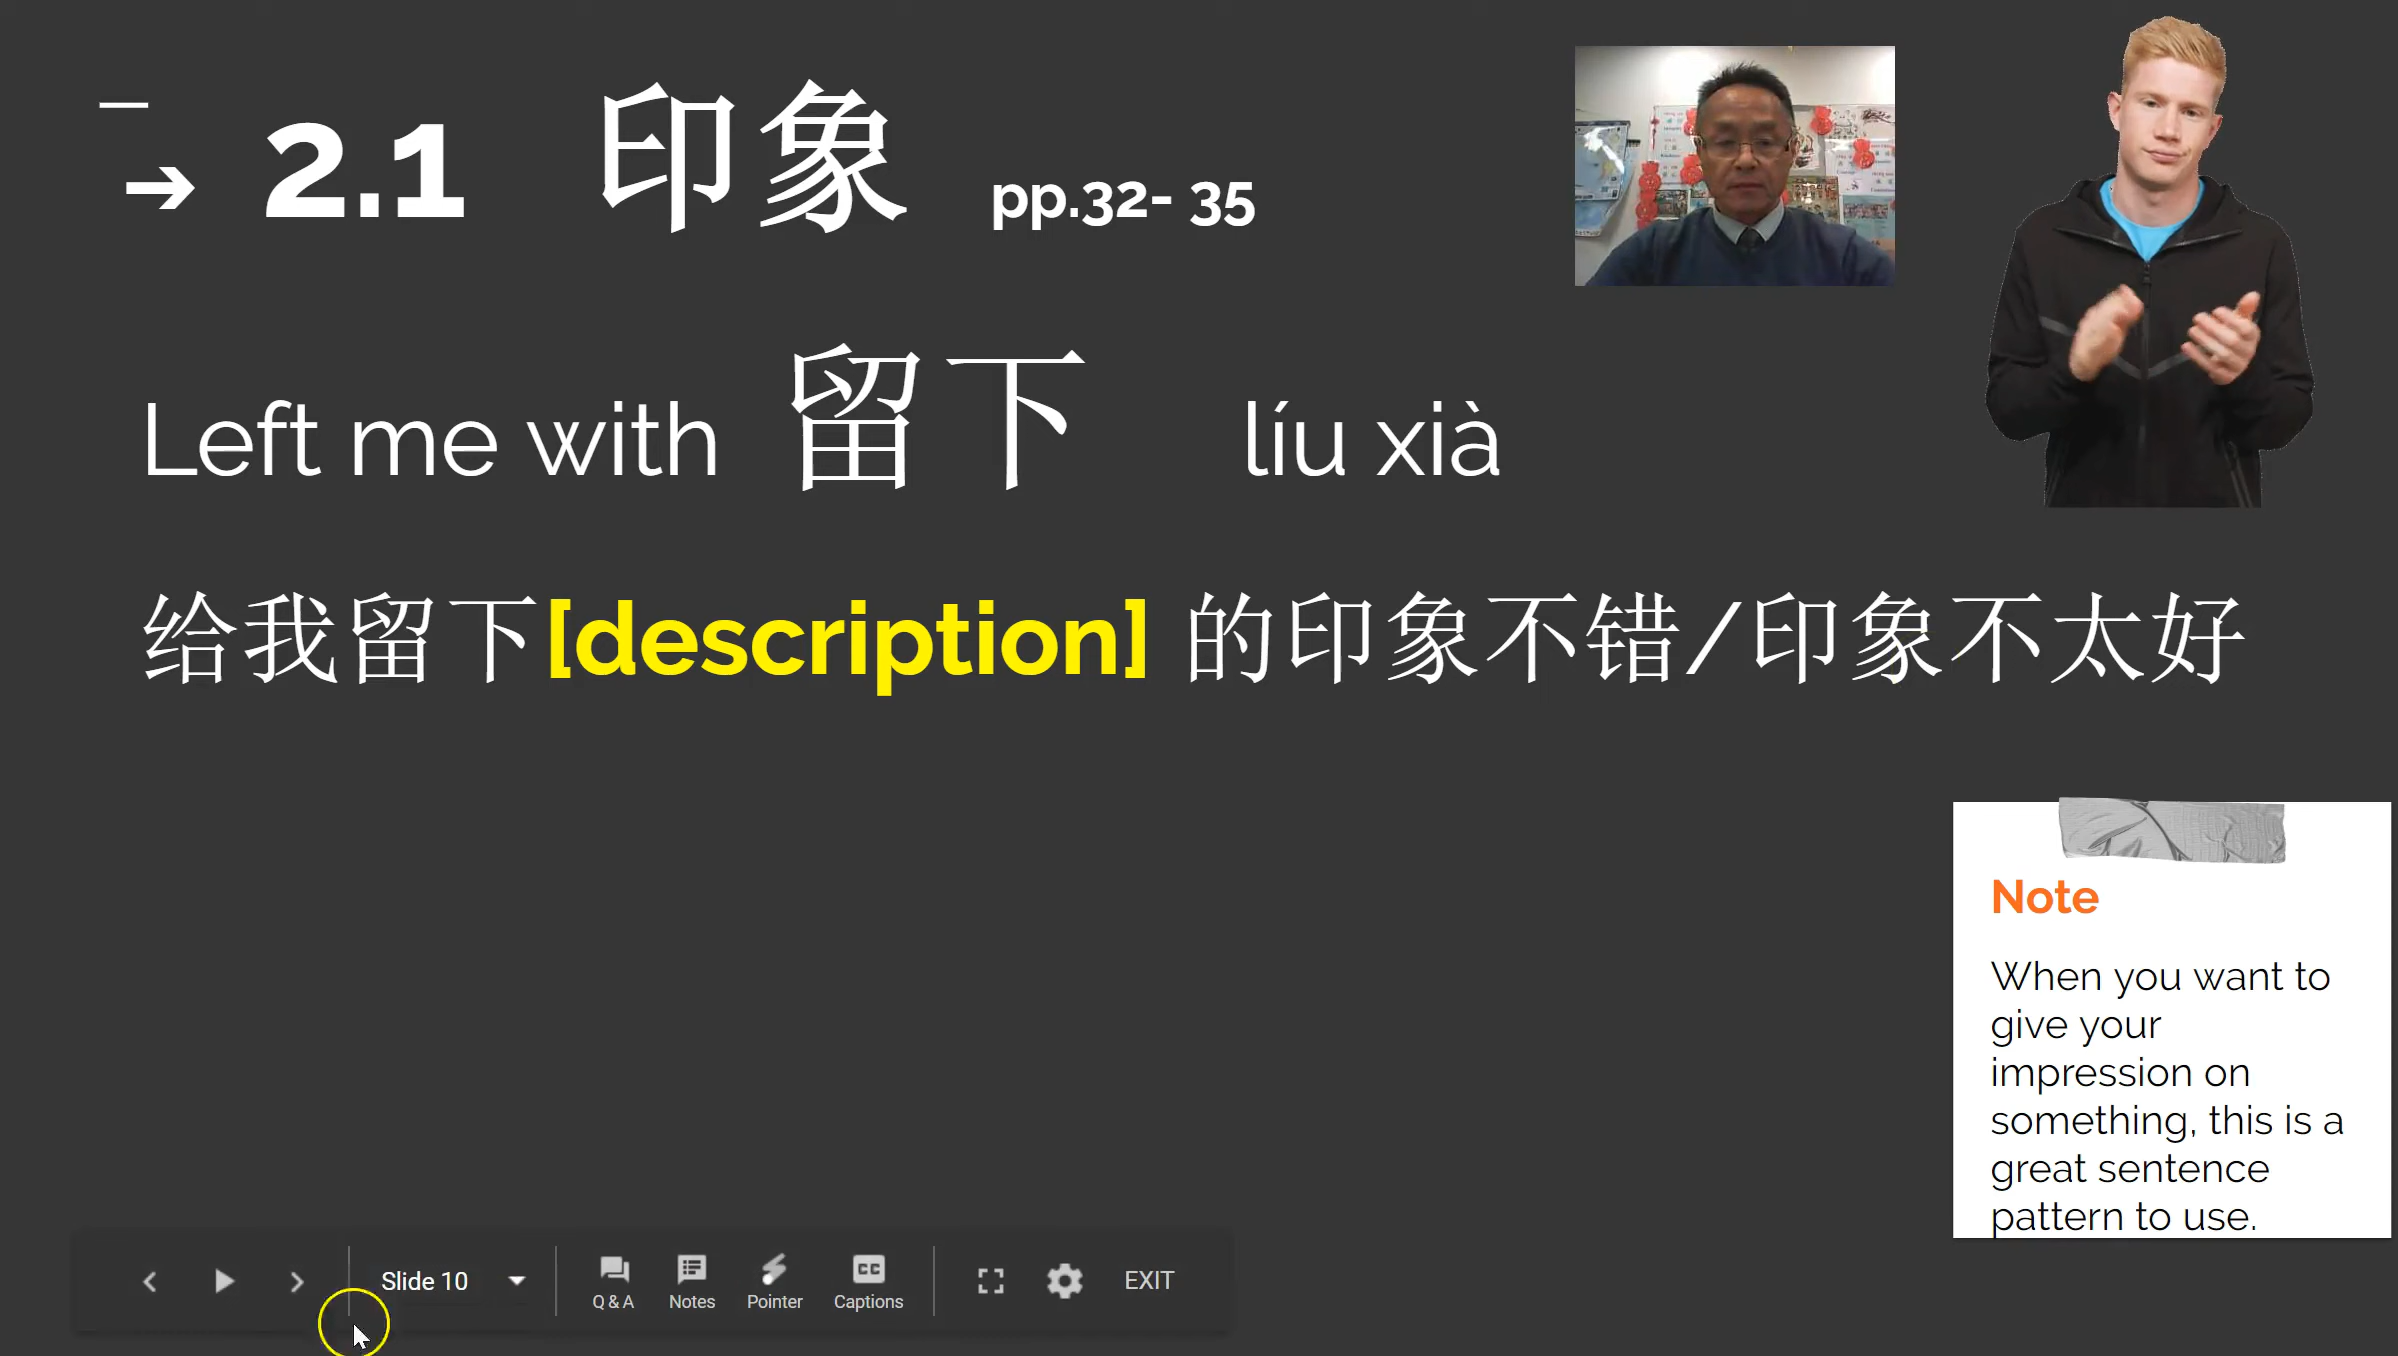 2.1 印象 pp.32- 35
Left me with 留下 líu xià
给我留下[description] 的印象不错/印象不太好
Note
When you want to
give your
impression on
something, this is a
great sentence
pattern to use.
Slide 10
Q & A
Notes
Pointer
CC
Captions
EXIT